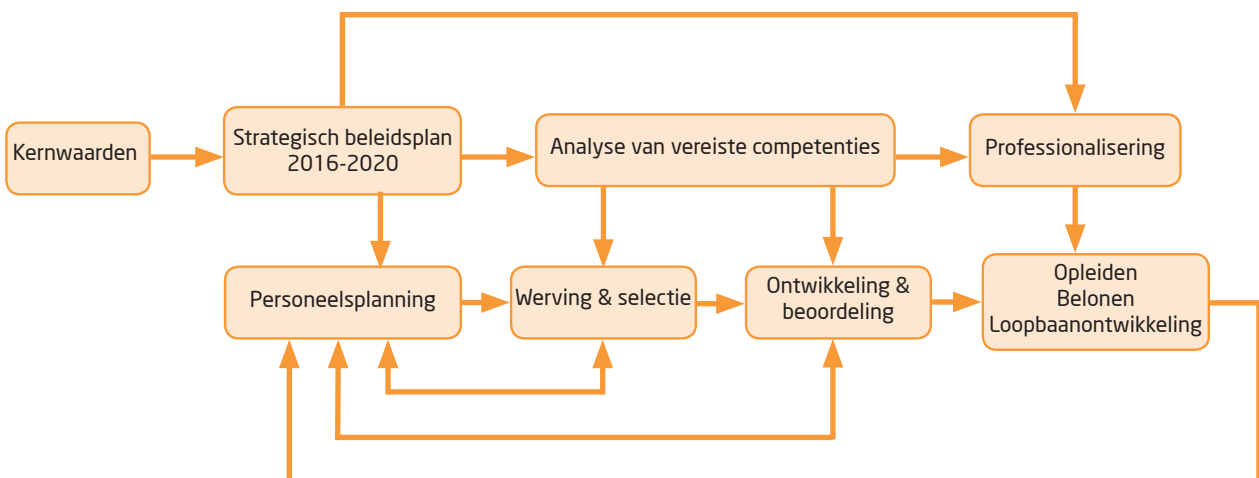 Kernwaarden
Strategisch beleidsplan
2016-2020
Analyse van vereiste competenties
Professionalisering
Personeelsplanning
Werving & selectie
Ontwikkeling &
beoordeling
Opleiden
Belonen
Loopbaanontwikkeling